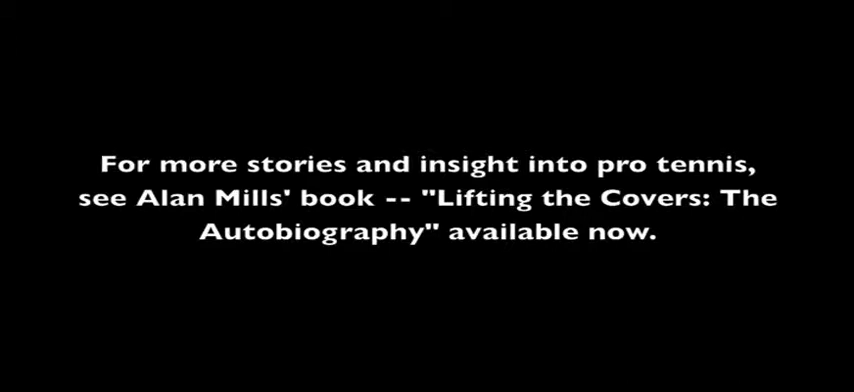 For more stories and insight into pro tennis,
see Alan Mills' book -- "Lifting the Covers: The
Autobiography" available now.